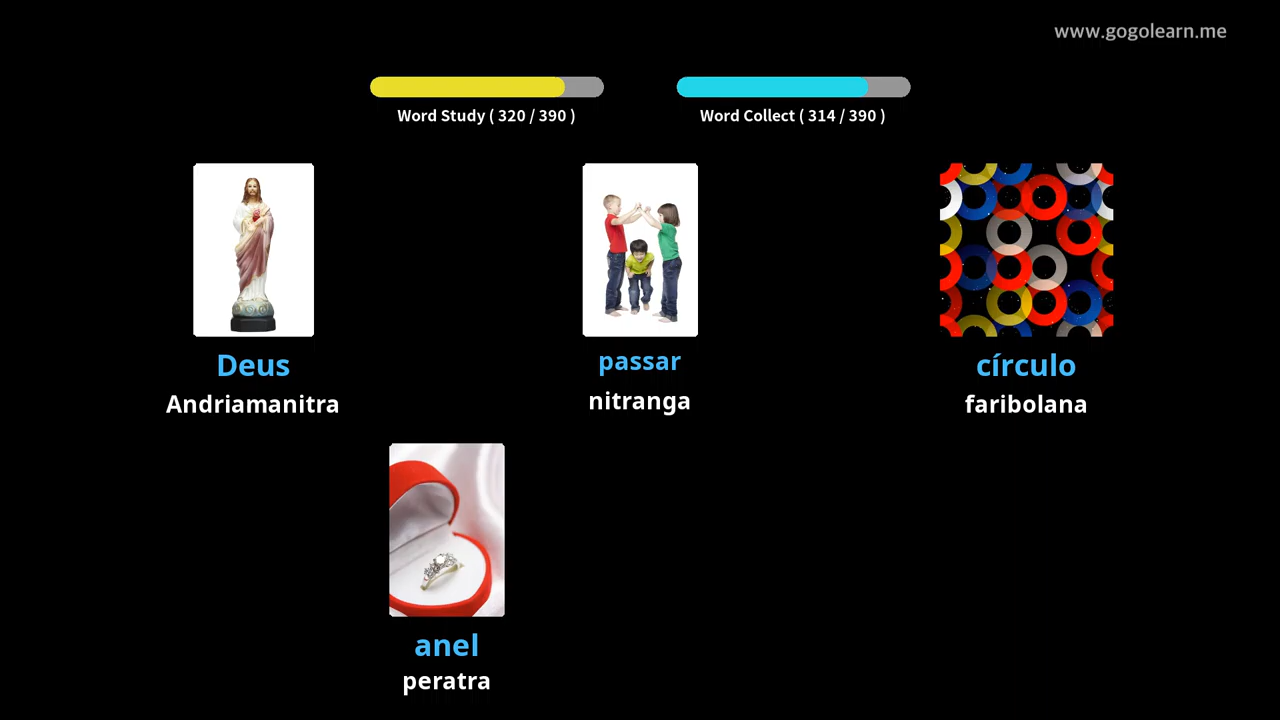 www.gogolearn.me
Word Study ( 320 / 390 )
Word Collect ( 314 / 390 )
Deus
Andriamanitra
passar
nitranga
círculo
faribolana
anel
peratra